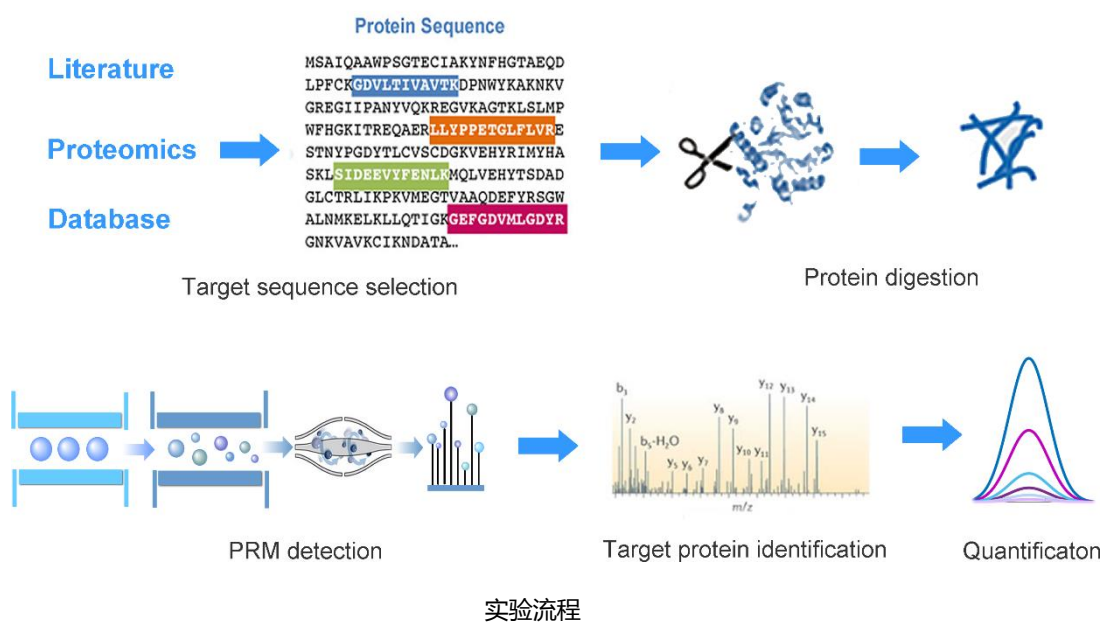 Protein Sequence
Literature
Proteomics
Database
MSAIQAAWPSGTECIAKYNFHGTAEQD
LPFCKGDVLTIVAVTKDPNWYKAKNKV
GREGIIPANYVQKREGVKAGTKLSLMP
WFHGKITREQAERLLYPPETGLFLVRE
STNYPGDYTLCVSCDGKVEHYRIMYHA
SKLSIDEEVYFENLKMQLVEHYTSDAD
GLCTRLIKPKVMEGTVAAQDEFYRSGW
ALNMKELKLLQTIGKGEFGDVMLGDYR
GNKVAVKCIKNDATA…
Target sequence selection
Protein digestion
b₃
y₂
b₅-H₂O
y₅
y₆
y₇
y₈
y₉
y₁₀
y₁₁
y₁₂
y₁₃
y₁₄
y₁₅
m/z
PRM detection
Target protein identification
Quantificaton
实验流程